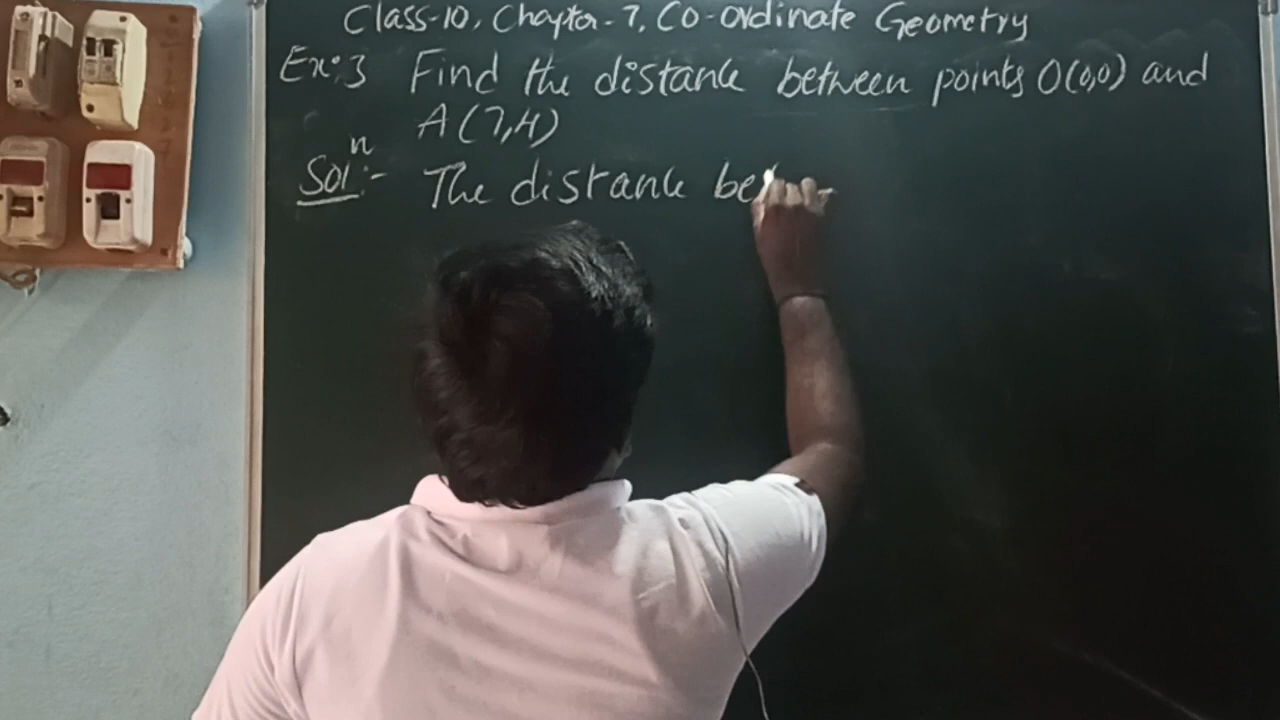 Class-10, Chapter-7, Co-ordinate Geometry
Ex:3 Find the distance between points O(0,0) and
A(7,4)
Solⁿ:- The distance be